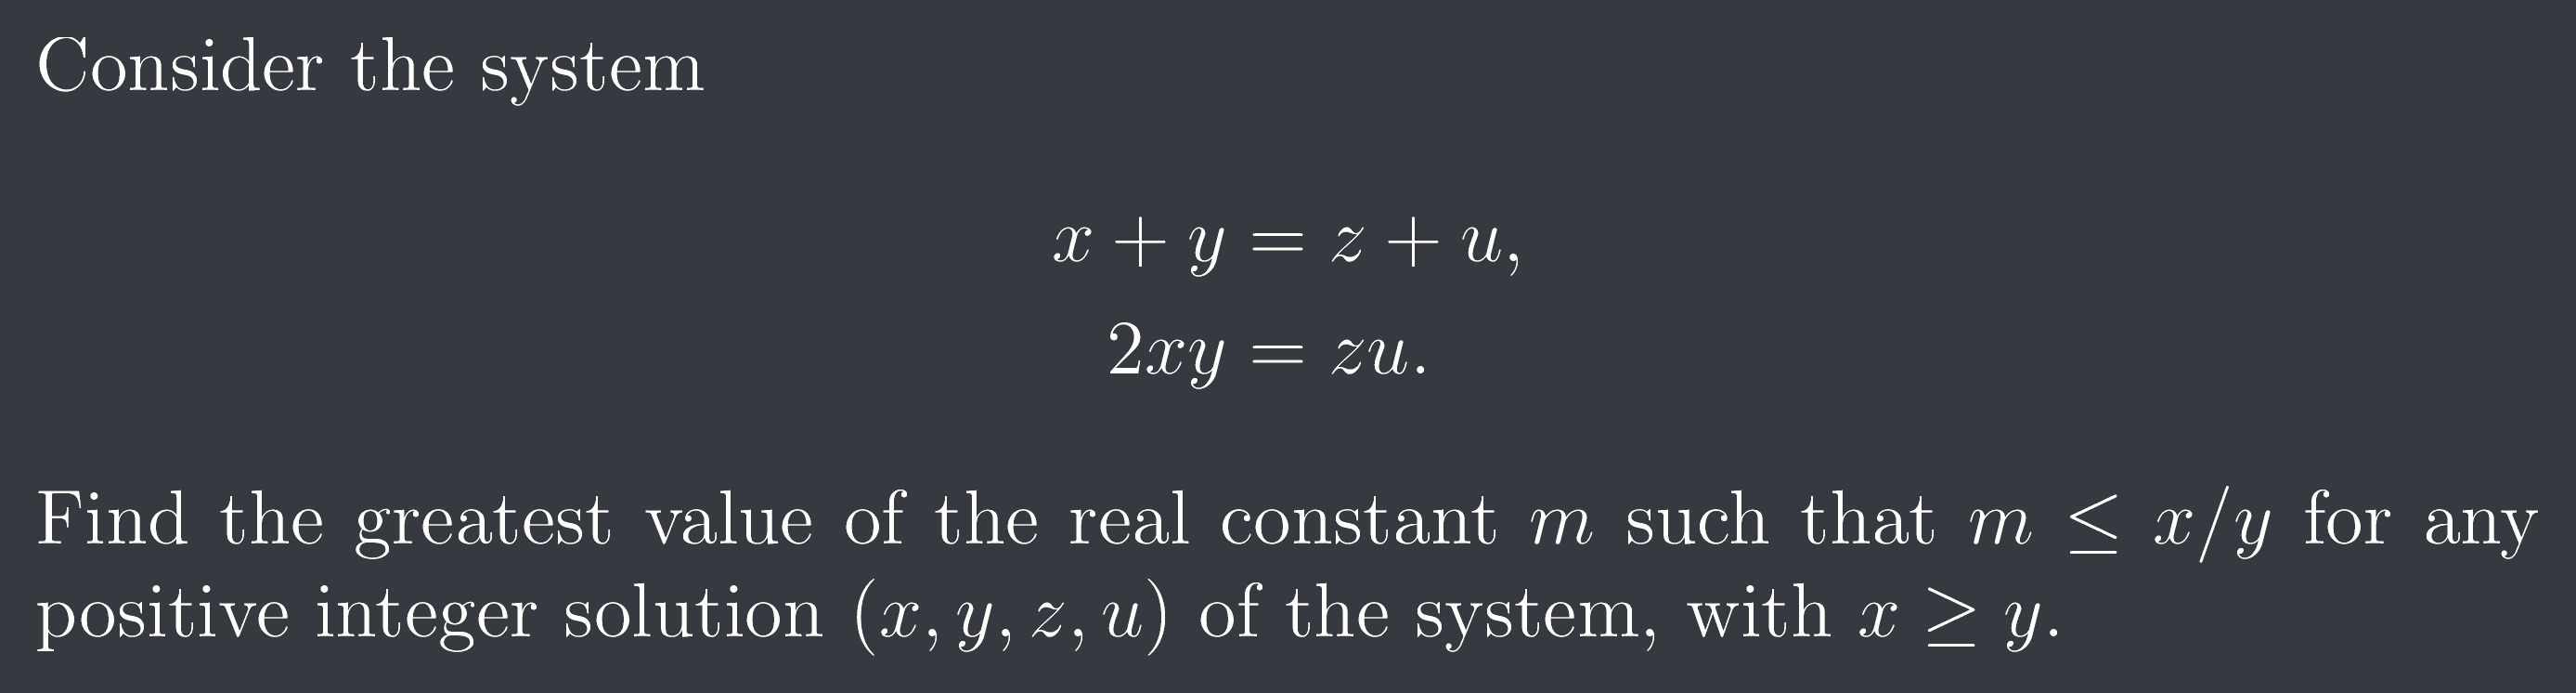 Consider the system
x + y = z + u,
2xy = zu.
Find the greatest value of the real constant m such that m ≤ x/y for any
positive integer solution (x, y, z, u) of the system, with x ≥ y.